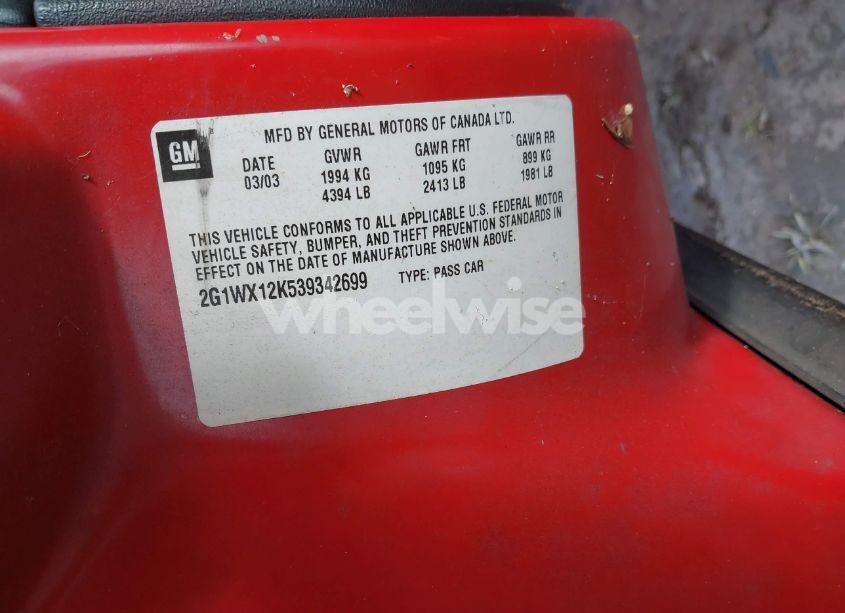 GM
MFD BY GENERAL MOTORS OF CANADA LTD.
DATE GVWR GAWR FRT GAWR RR
03/03 1994 KG 1095 KG 899 KG
4394 LB 2413 LB 1981 LB
THIS VEHICLE CONFORMS TO ALL APPLICABLE U.S. FEDERAL MOTOR
VEHICLE SAFETY, BUMPER, AND THEFT PREVENTION STANDARDS IN
EFFECT ON THE DATE OF MANUFACTURE SHOWN ABOVE.
2G1WX12K539342699 TYPE: PASS CAR
wheelwise